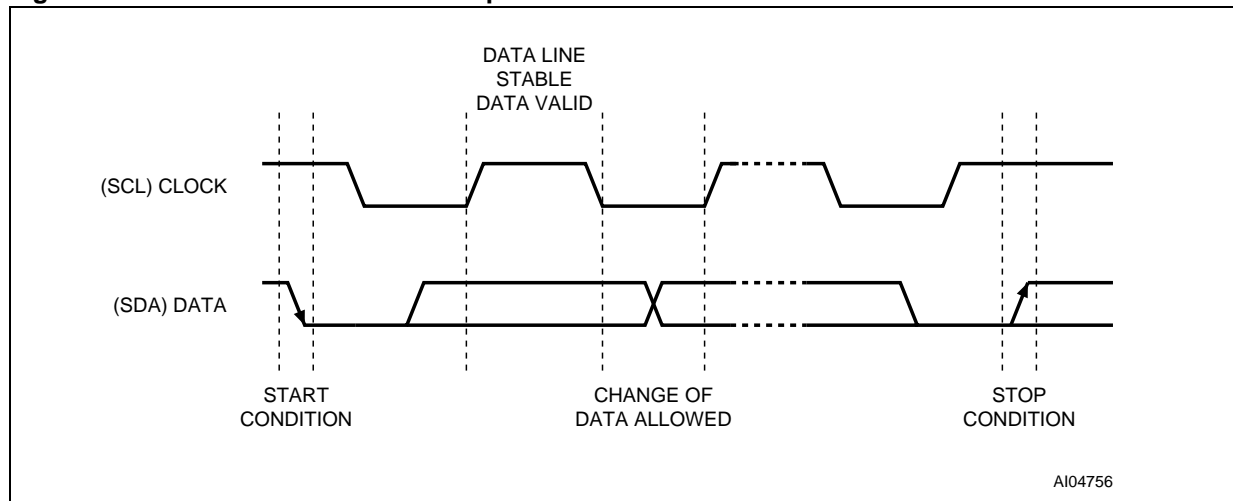 DATA LINE
STABLE
DATA VALID
(SCL) CLOCK
(SDA) DATA
START
CONDITION
CHANGE OF
DATA ALLOWED
STOP
CONDITION
AI04756